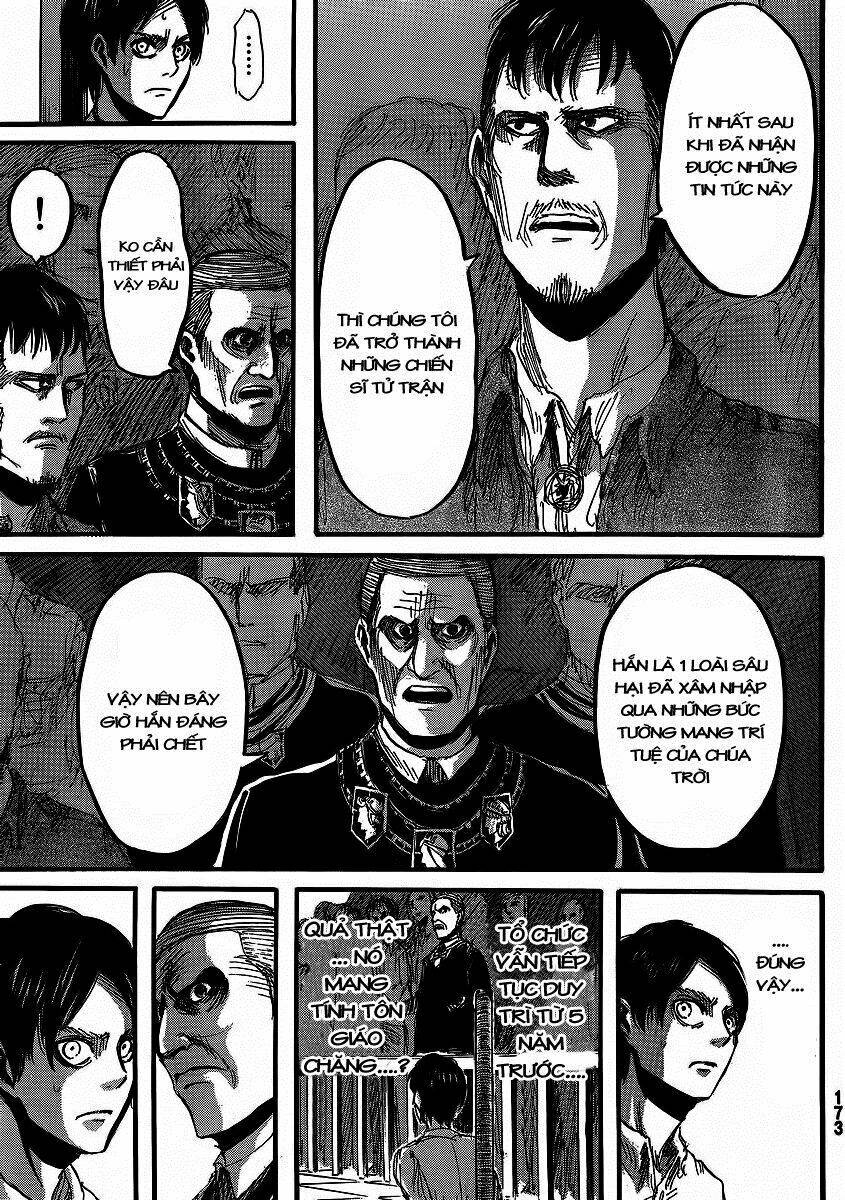 ÍT NHẤT SAU
KHI ĐÃ NHẬN
ĐƯỢC NHỮNG
TIN TỨC NÀY
THÌ CHÚNG TÔI
ĐÃ TRỞ THÀNH
NHỮNG CHIẾN
SĨ TỬ TRẬN
......
KO CẦN
THIẾT PHẢI
VẬY ĐÂU
!
HẮN LÀ 1 LOÀI SÂU
HẠI ĐÃ XÂM NHẬP
QUA NHỮNG BỨC
TƯỜNG MANG TRÍ
TUỆ CỦA CHÚA
TRỜI
VẬY NÊN BÂY
GIỜ HẮN ĐÁNG
PHẢI CHẾT
....
ĐÚNG
VẬY...
TỔ CHỨC
VẪN TIẾP
TỤC DUY
TRÌ TỪ 5
NĂM
TRƯỚC....
QUẢ THẬT
... NÓ
MANG
TÍNH TÔN
GIÁO
CHĂNG....?
173